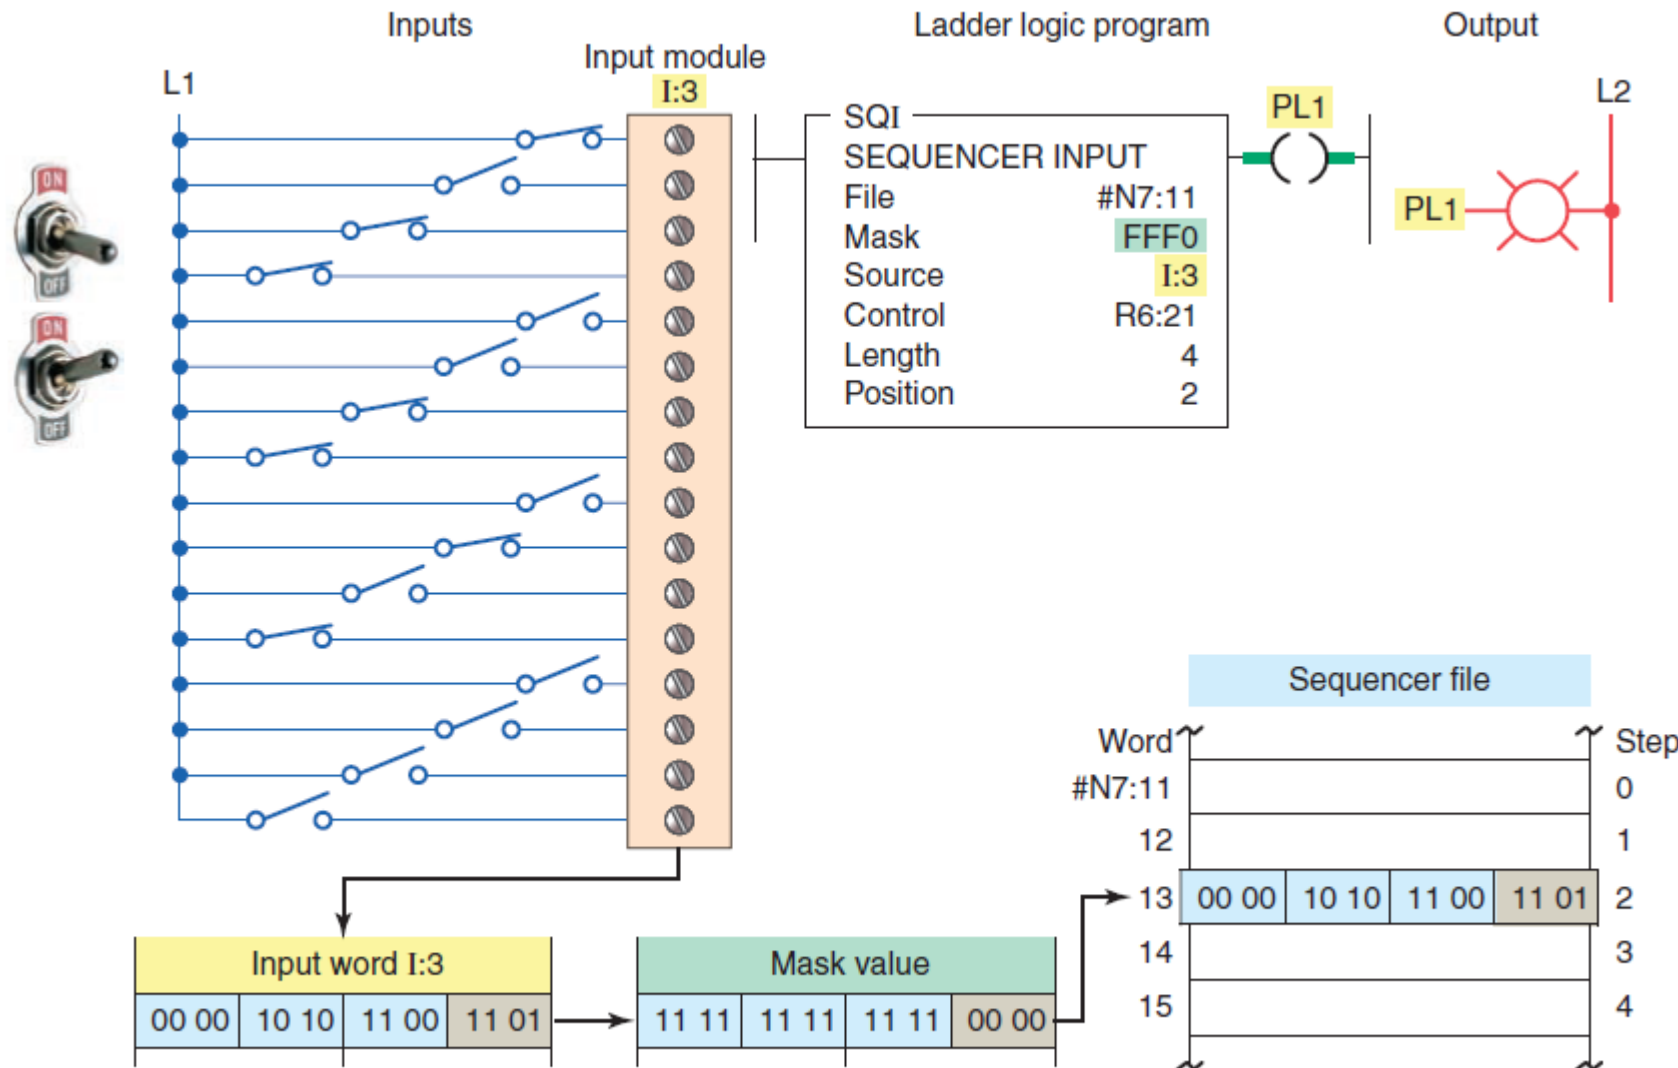 Inputs
Ladder logic program
Output
Input module
I:3
L1
L2
PL1
ON
OFF
ON
OFF
SQI
SEQUENCER INPUT
File #N7:11
Mask FFF0
Source I:3
Control R6:21
Length 4
Position 2
PL1
Sequencer file
Word Step
#N7:11 0
12 1
13 00 00 10 10 11 00 11 01 2
14 3
15 4
Input word I:3
00 00 10 10 11 00 11 01
Mask value
11 11 11 11 11 11 00 00